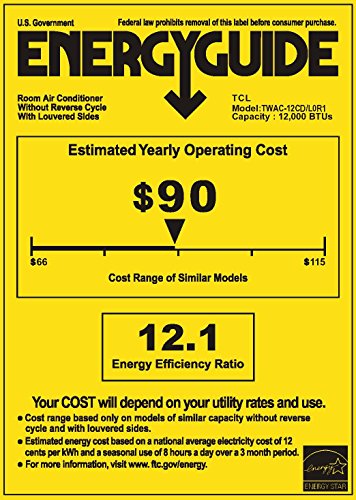 U.S. Government
Federal law prohibits removal of this label before consumer purchase.
ENERGYGUIDE
Room Air Conditioner
Without Reverse Cycle
With Louvered Sides
TCL
Model:TWAC-12CD/L0R1
Capacity : 12,000 BTUs
Estimated Yearly Operating Cost
$90
$66
$115
Cost Range of Similar Models
12.1
Energy Efficiency Ratio
Your COST will depend on your utility rates and use.
● Cost range based only on models of similar capacity without reverse
cycle and with louvered sides.
● Estimated energy cost based on a national average electricity cost of 12
cents per kWh and a seasonal use of 8 hours a day over a 3 month period.
● For more information, visit www.ftc.gov/energy.
energy
ENERGY STAR